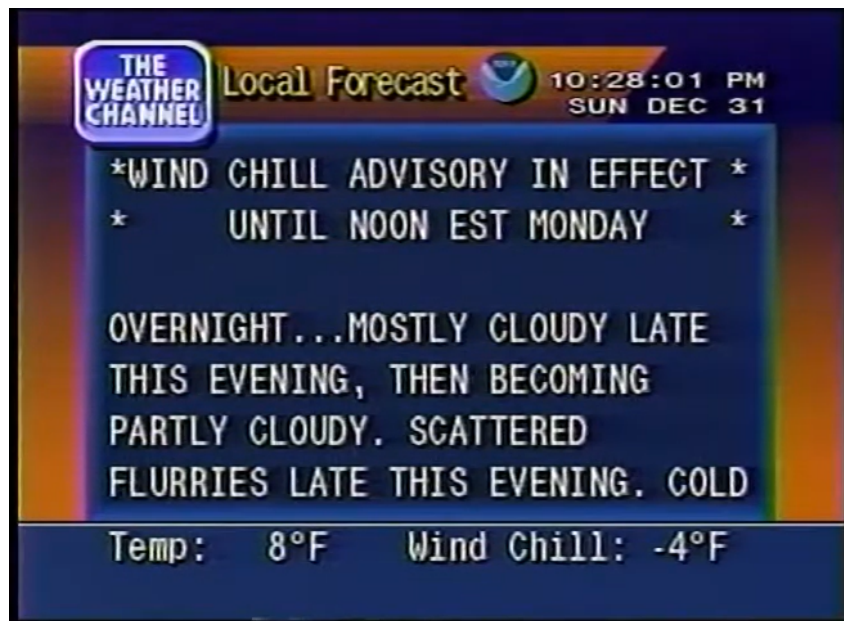 THE
WEATHER
CHANNEL
Local Forecast
10:28:01 PM
SUN DEC 31
*WIND CHILL ADVISORY IN EFFECT *
* UNTIL NOON EST MONDAY *
OVERNIGHT...MOSTLY CLOUDY LATE
THIS EVENING, THEN BECOMING
PARTLY CLOUDY. SCATTERED
FLURRIES LATE THIS EVENING. COLD
Temp: 8°F Wind Chill: -4°F